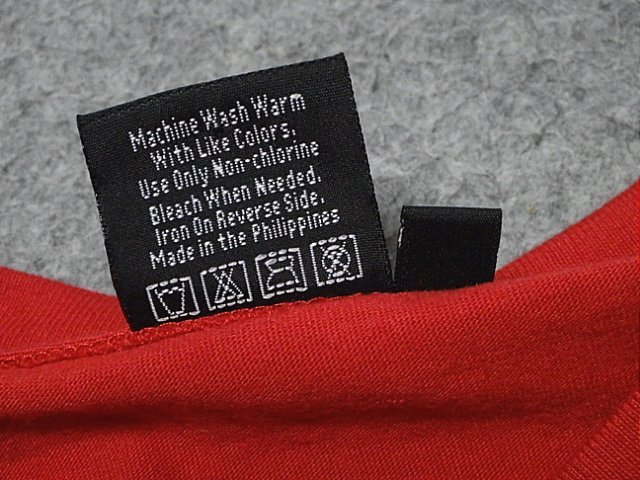 Machine Wash Warm
With Like Colors.
Use Only Non-chlorine
Bleach When Needed.
Iron On Reverse Side.
Made in the Philippines